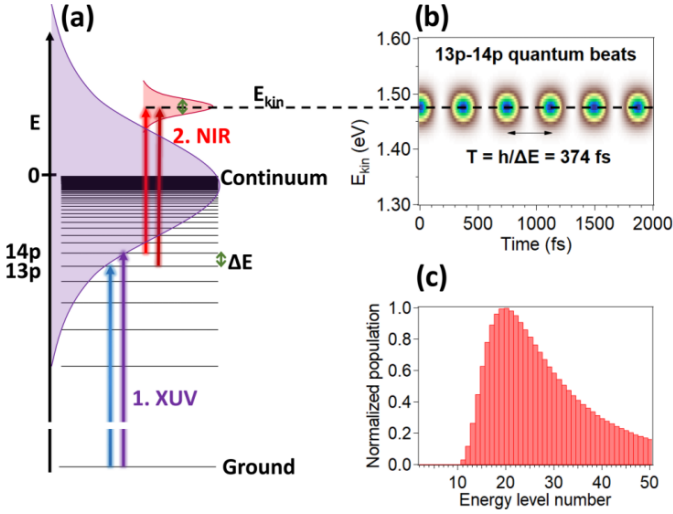 (a)
E
E_kin
2. NIR
0
Continuum
14p
13p
ΔE
1. XUV
Ground
(b)
13p-14p quantum beats
1.60
1.50
1.40
1.30
E_kin (eV)
T = h/ΔE = 374 fs
0
500
1000
1500
2000
Time (fs)
(c)
Normalized population
1.0
0.8
0.6
0.4
0.2
0.0
10
20
30
40
50
Energy level number